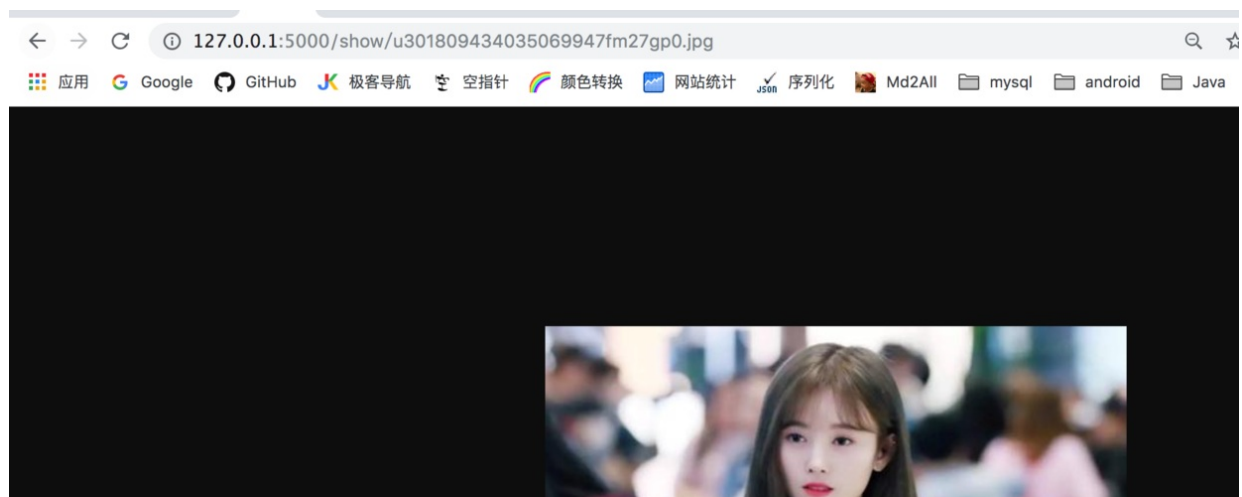 127.0.0.1:5000/show/u301809434035069947fm27gp0.jpg
应用 Google GitHub 极客导航 空指针 颜色转换 网站统计 JSON 序列化 Md2All mysql android Java